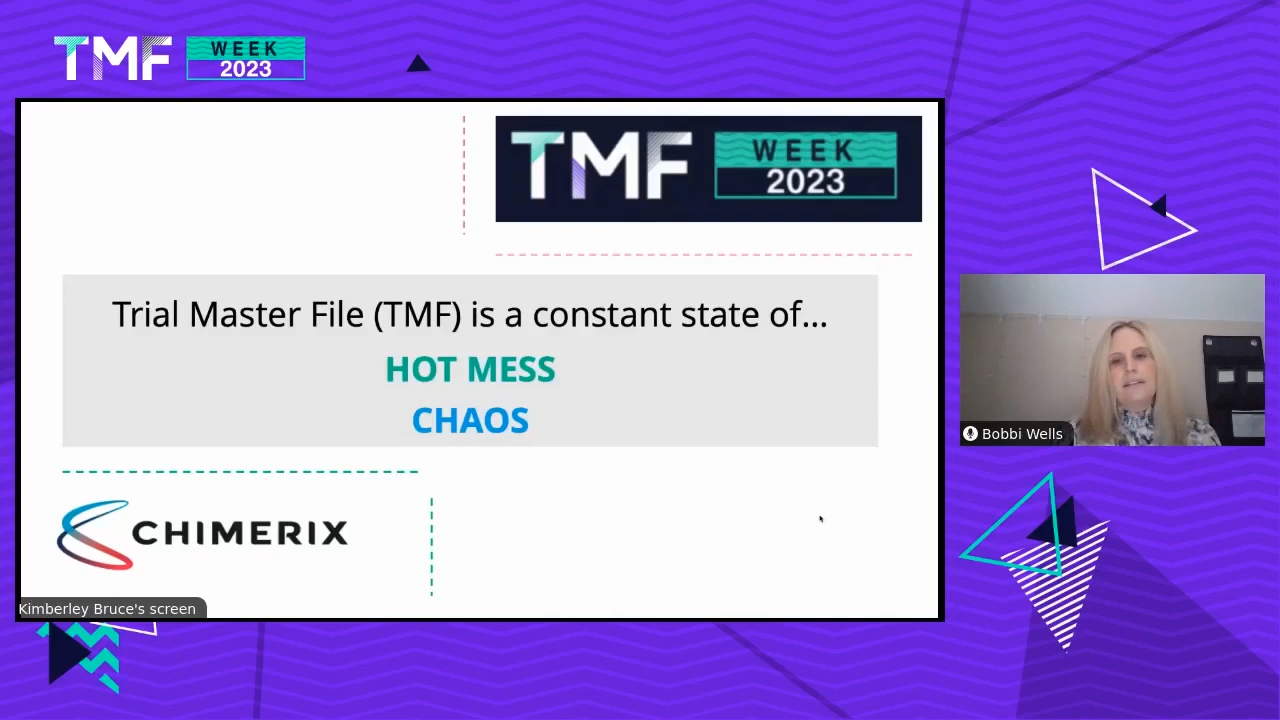 TMF WEEK
2023
TMF WEEK
2023
Trial Master File (TMF) is a constant state of...
HOT MESS
CHAOS
Bobbi Wells
CHIMERIX
Kimberley Bruce's screen